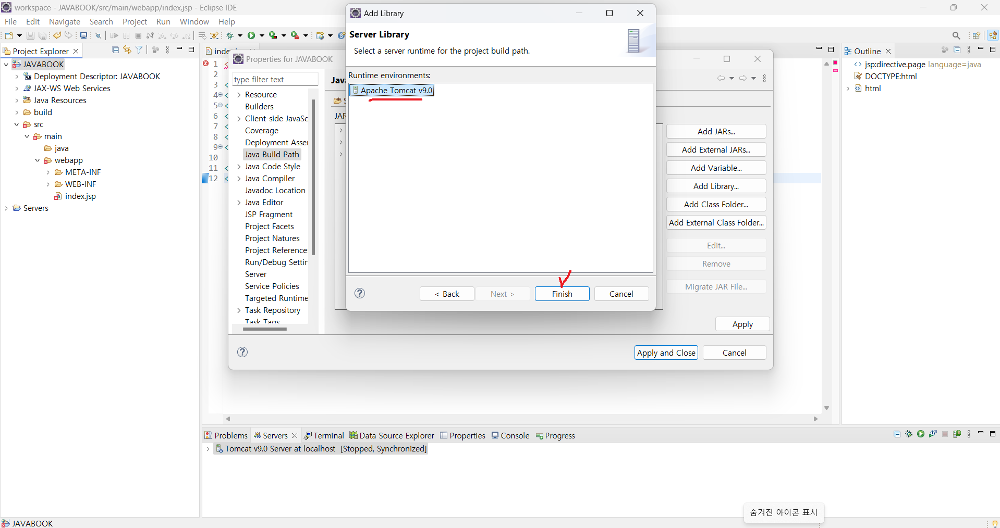 workspace - JAVABOOK/src/main/webapp/index.jsp - Eclipse IDE
File Edit Navigate Search Project Run Window Help
Project Explorer
JAVABOOK
Deployment Descriptor: JAVABOOK
JAX-WS Web Services
Java Resources
build
src
main
java
webapp
META-INF
WEB-INF
index.jsp
Servers
1
2
3
4
5
6
7
8
9
10
11
12
Properties for JAVABOOK
type filter text
Resource
Builders
Client-side JavaSc
Coverage
Deployment Asse
Java Build Path
Java Code Style
Java Compiler
Javadoc Location
Java Editor
JSP Fragment
Project Facets
Project Natures
Project Reference
Run/Debug Settin
Server
Service Policies
Targeted Runtime
Task Repository
Task Tags
Java
JAR
Add JARs...
Add External JARs...
Add Variable...
Add Library...
Add Class Folder...
Add External Class Folder...
Edit...
Remove
Migrate JAR File...
Apply
Apply and Close Cancel
Add Library
Server Library
Select a server runtime for the project build path.
Runtime environments:
Apache Tomcat v9.0
< Back Next > Finish Cancel
Outline
jsp:directive.page language=java
DOCTYPE:html
html
Problems Servers Terminal Data Source Explorer Properties Console Progress
Tomcat v9.0 Server at localhost [Stopped, Synchronized]
숨겨진 아이콘 표시
JAVABOOK